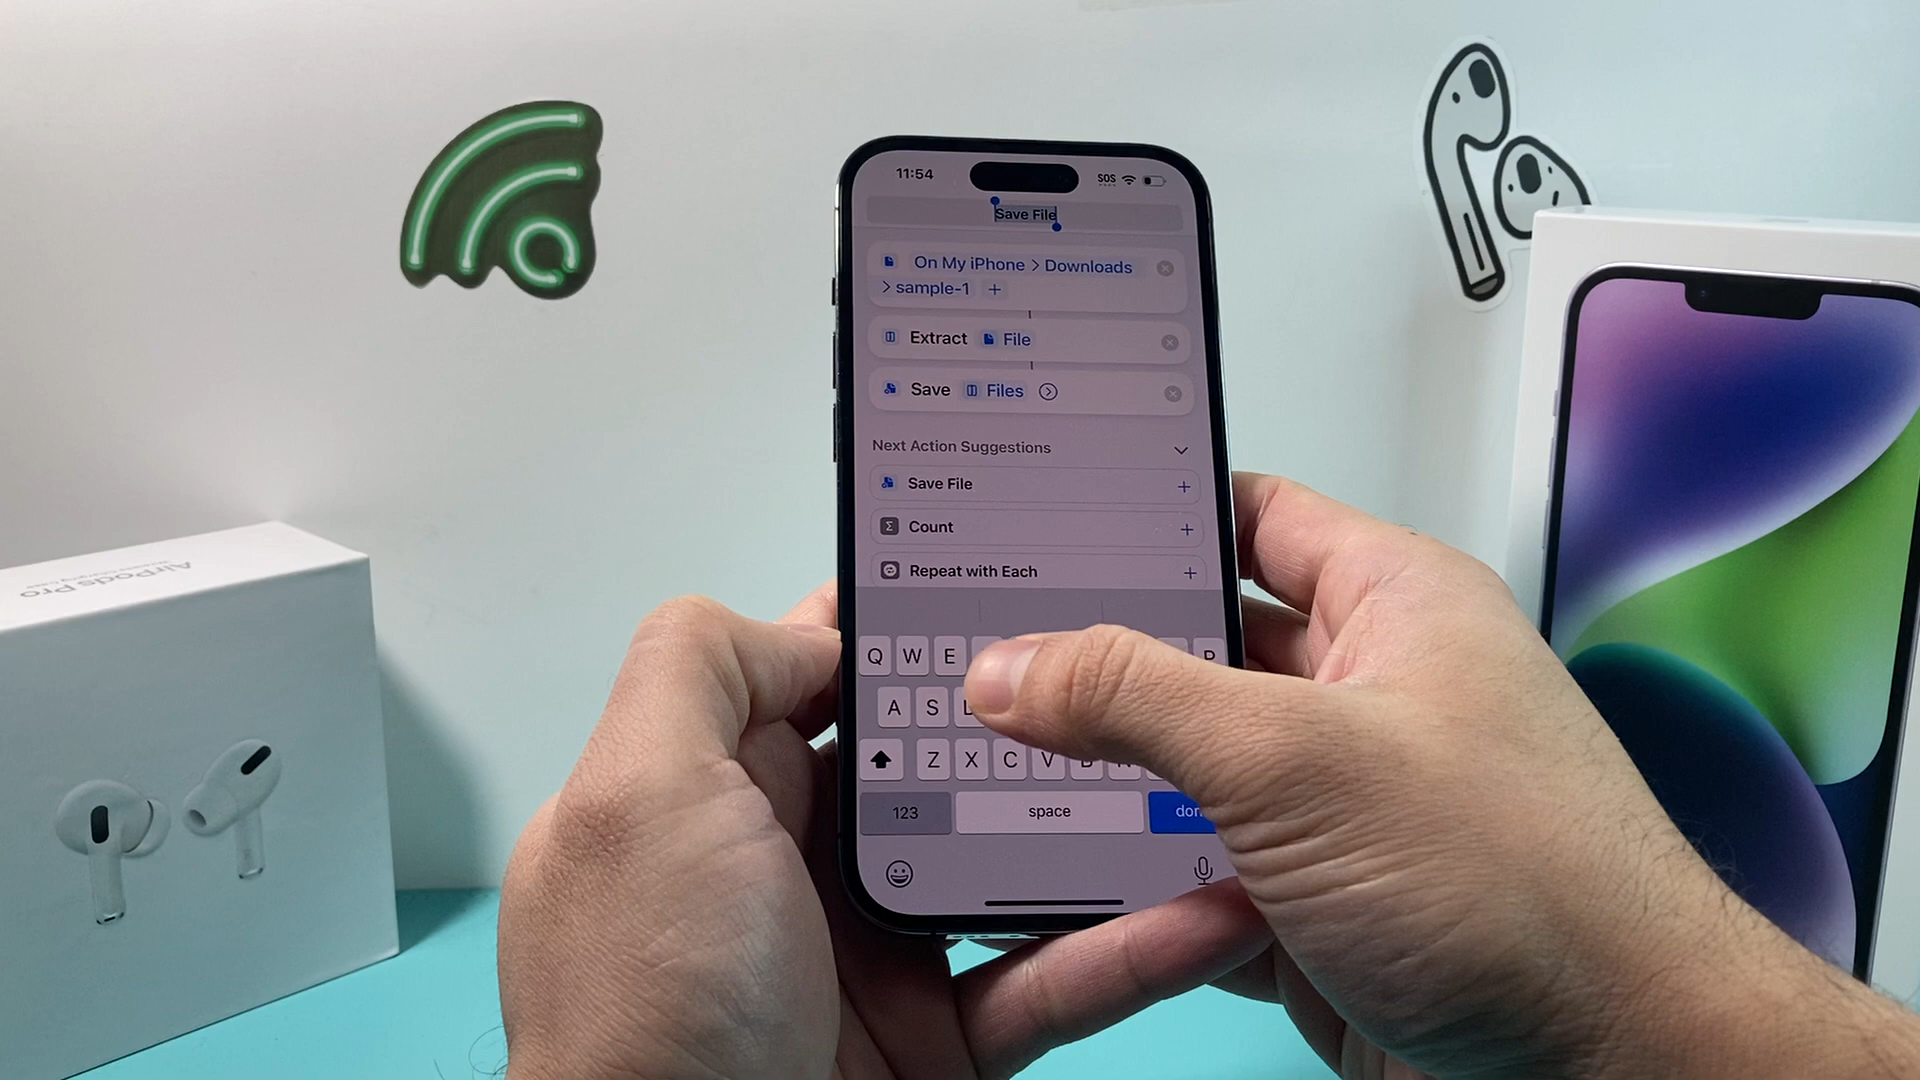 11:54
SOS
Save File
On My iPhone > Downloads
> sample-1 +
Extract File
Save Files
Next Action Suggestions
Save File +
Count +
Repeat with Each +
Q W E P
A S
Z X C V
123 space
AirPods Pro